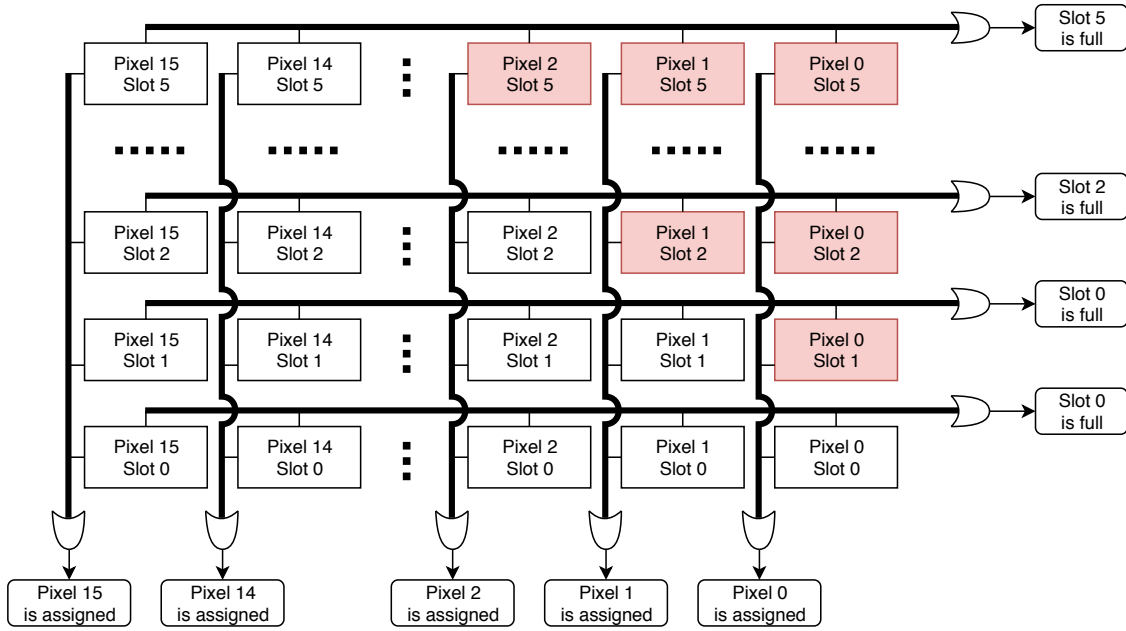 Slot 5
is full
Pixel 15
Slot 5
Pixel 14
Slot 5
Pixel 2
Slot 5
Pixel 1
Slot 5
Pixel 0
Slot 5
Slot 2
is full
Pixel 15
Slot 2
Pixel 14
Slot 2
Pixel 2
Slot 2
Pixel 1
Slot 2
Pixel 0
Slot 2
Slot 0
is full
Pixel 15
Slot 1
Pixel 14
Slot 1
Pixel 2
Slot 1
Pixel 1
Slot 1
Pixel 0
Slot 1
Slot 0
is full
Pixel 15
Slot 0
Pixel 14
Slot 0
Pixel 2
Slot 0
Pixel 1
Slot 0
Pixel 0
Slot 0
Pixel 15
is assigned
Pixel 14
is assigned
Pixel 2
is assigned
Pixel 1
is assigned
Pixel 0
is assigned